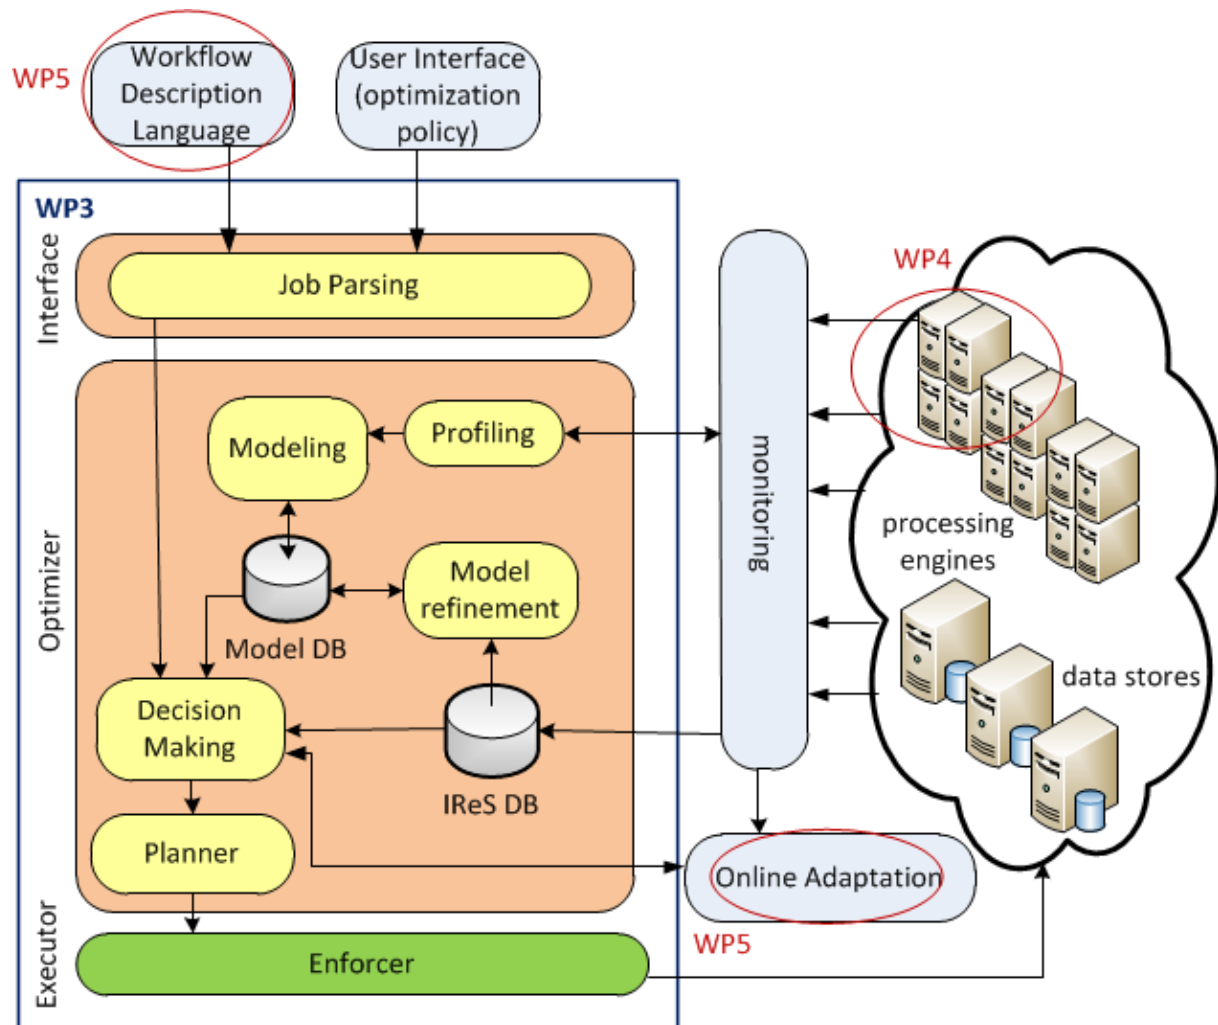 WP5
Workflow
Description
Language
User Interface
(optimization
policy)
WP3
Interface
Job Parsing
WP4
Optimizer
Modeling
Profiling
monitoring
processing
engines
Model
refinement
Model DB
data stores
Decision
Making
IReS DB
Planner
Online Adaptation
WP5
Executor
Enforcer